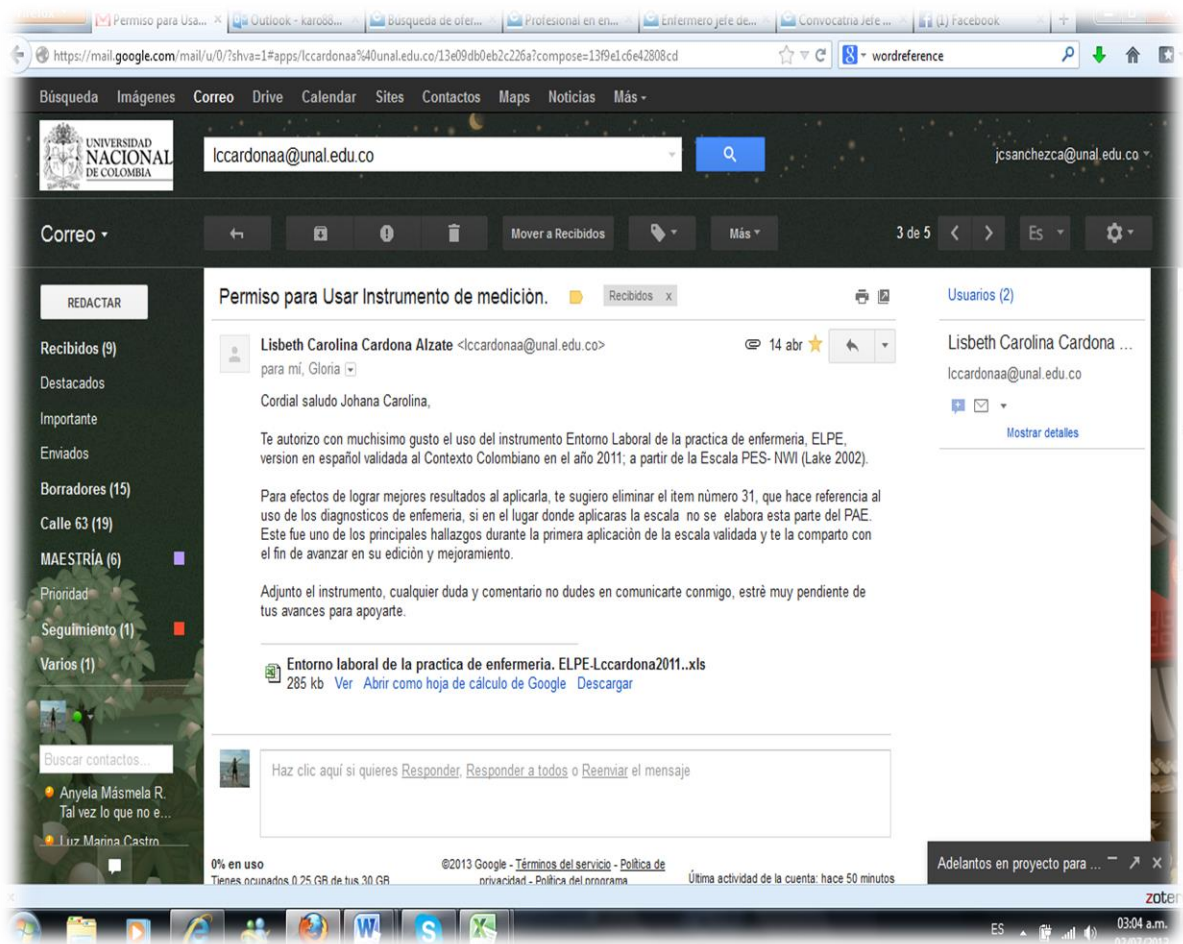 Permiso para Usa... ×
Outlook - karo88... ×
Búsqueda de ofer... ×
Profesional en en... ×
Enfermero jefe de... ×
Convocatria Jefe ... ×
(1) Facebook ×
https://mail.google.com/mail/u/0/?shva=1#apps/lccardonaa%40unal.edu.co/13e09db0eb2c226a?compose=13f9e1c6e42808cd
wordreference
Búsqueda Imágenes Correo Drive Calendar Sites Contactos Maps Noticias Más
UNIVERSIDAD
NACIONAL
DE COLOMBIA
lccardonaa@unal.edu.co
jcsanchezca@unal.edu.co
Correo
Mover a Recibidos
Más
3 de 5
Es
REDACTAR
Recibidos (9)
Destacados
Importante
Enviados
Borradores (15)
Calle 63 (19)
MAESTRÍA (6)
Prioridad
Seguimiento (1)
Varios (1)
Buscar contactos...
Anyela Másmela R.
Tal vez lo que no e...
Luz Marina Castro
Permiso para Usar Instrumento de mediciòn.
Recibidos x
Lisbeth Carolina Cardona Alzate <lccardonaa@unal.edu.co>
14 abr
para mí, Gloria
Cordial saludo Johana Carolina,
Te autorizo con muchisimo gusto el uso del instrumento Entorno Laboral de la practica de enfermeria, ELPE,
version en español validada al Contexto Colombiano en el año 2011; a partir de la Escala PES- NWI (Lake 2002).
Para efectos de lograr mejores resultados al aplicarla, te sugiero eliminar el item nùmero 31, que hace referencia al
uso de los diagnosticos de enfemeria, si en el lugar donde aplicaras la escala no se elabora esta parte del PAE.
Este fue uno de los principales hallazgos durante la primera aplicaciòn de la escala validada y te la comparto con
el fin de avanzar en su ediciòn y mejoramiento.
Adjunto el instrumento, cualquier duda y comentario no dudes en comunicarte conmigo, estrè muy pendiente de
tus avances para apoyarte.
Entorno laboral de la practica de enfermeria. ELPE-Lccardona2011..xls
285 kb Ver Abrir como hoja de cálculo de Google Descargar
Haz clic aquí si quieres Responder, Responder a todos o Reenviar el mensaje
0% en uso
Tienes ocupados 0,25 GB de tus 30 GB
©2013 Google - Términos del servicio - Política de
privacidad - Política del programa
Última actividad de la cuenta: hace 50 minutos
Usuarios (2)
Lisbeth Carolina Cardona ...
lccardonaa@unal.edu.co
Mostrar detalles
Adelantos en proyecto para ...
zoter
ES
03:04 a.m.